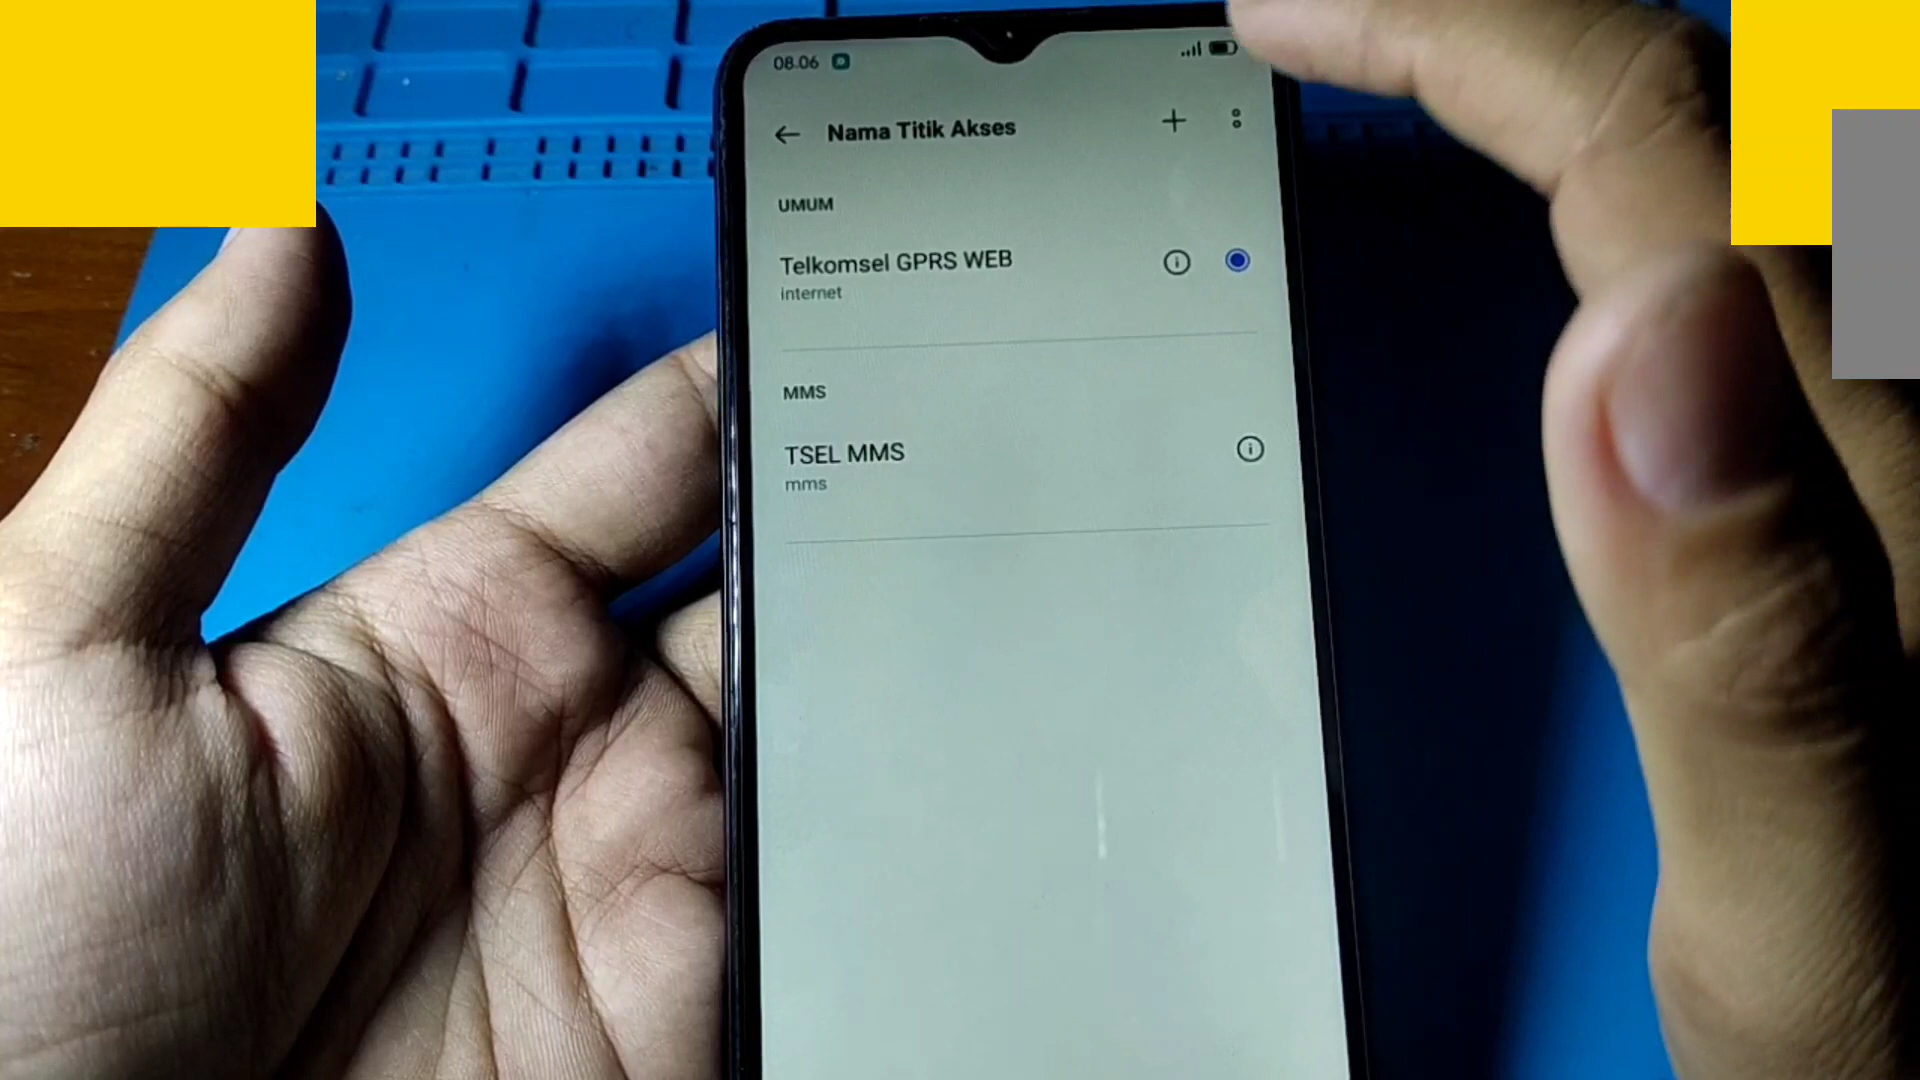 08.06
Nama Titik Akses
UMUM
Telkomsel GPRS WEB
internet
MMS
TSEL MMS
mms